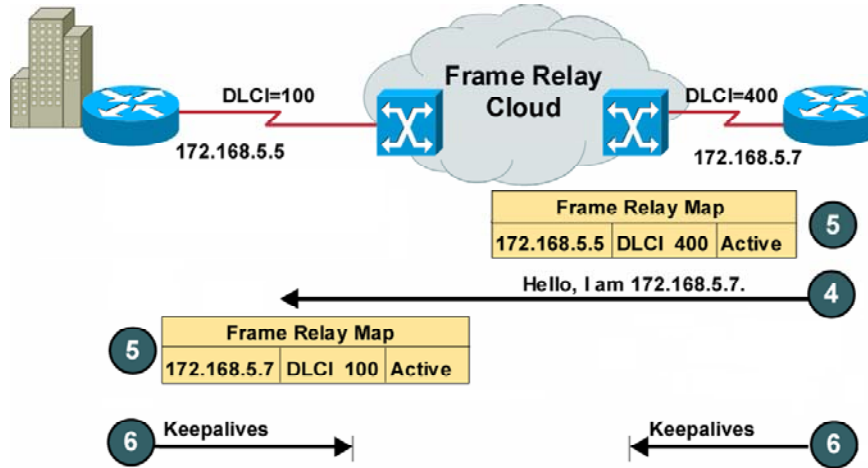 Frame Relay
Cloud
DLCI=100
DLCI=400
172.168.5.5
172.168.5.7
Frame Relay Map
172.168.5.5 DLCI 400 Active
5
Hello, I am 172.168.5.7.
4
Frame Relay Map
5
172.168.5.7 DLCI 100 Active
6 Keepalives
Keepalives 6